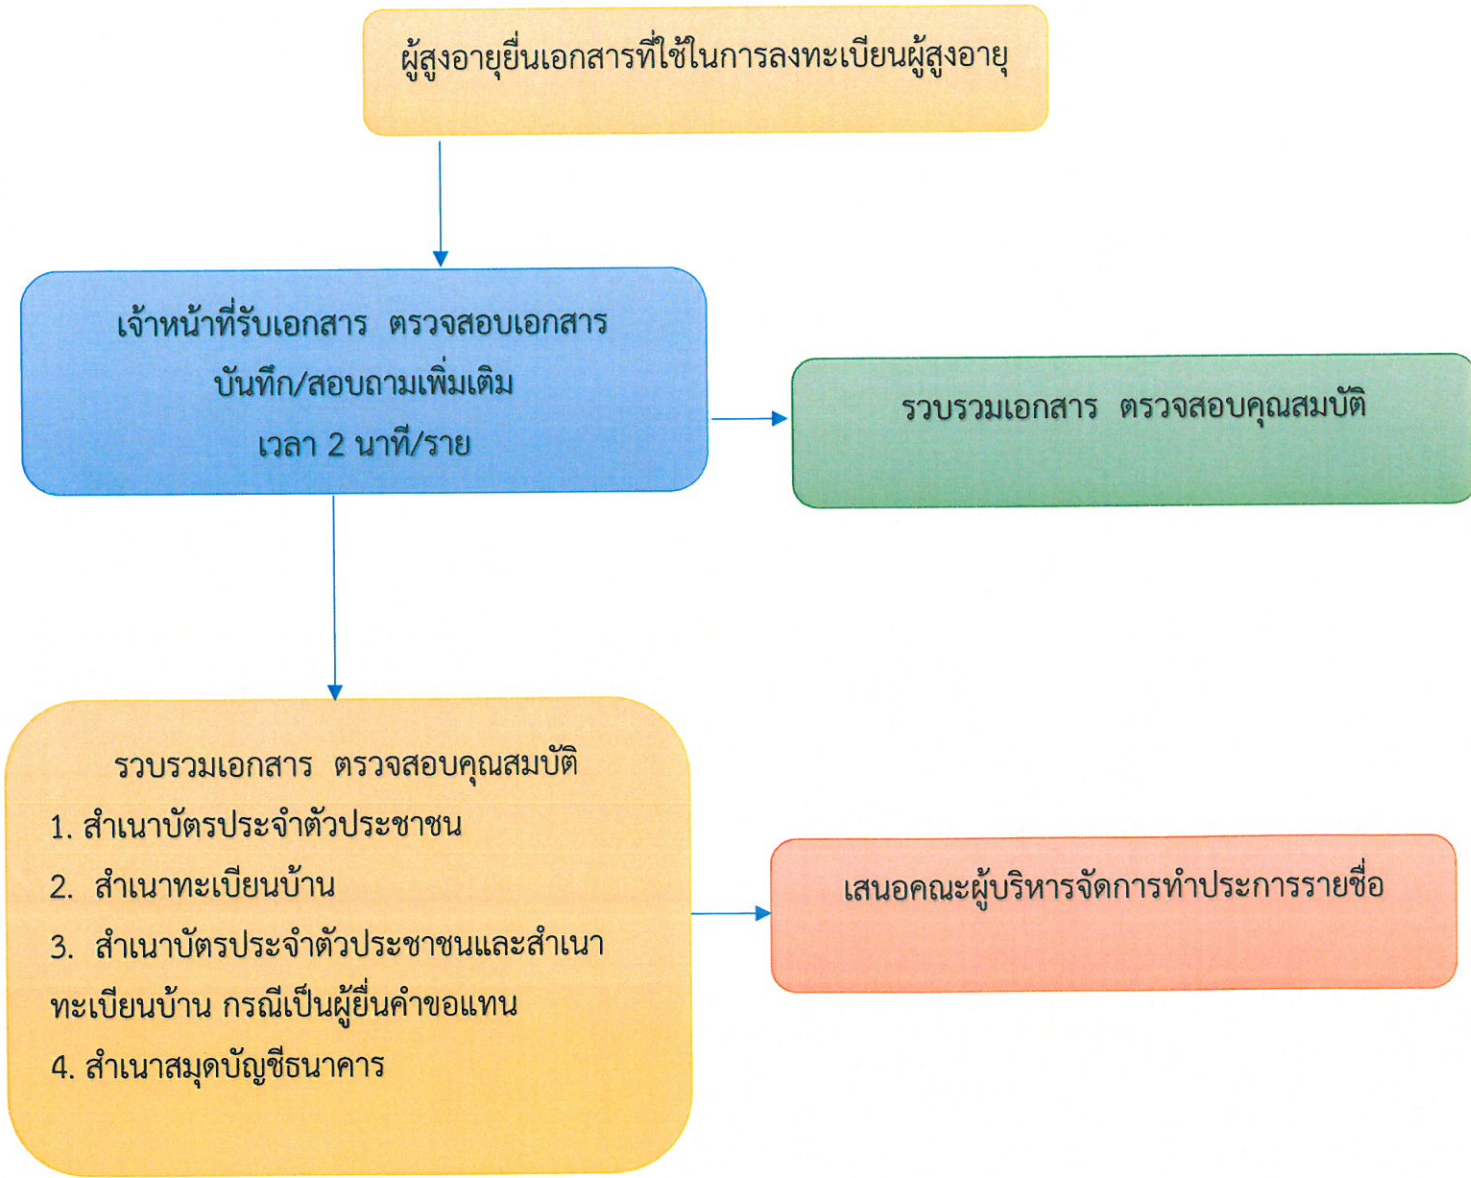 ผู้สูงอายุยื่นเอกสารที่ใช้ในการลงทะเบียนผู้สูงอายุ
เจ้าหน้าที่รับเอกสาร ตรวจสอบเอกสาร
บันทึก/สอบถามเพิ่มเติม
เวลา 2 นาที/ราย
รวบรวมเอกสาร ตรวจสอบคุณสมบัติ
รวบรวมเอกสาร ตรวจสอบคุณสมบัติ
1. สำเนาบัตรประจำตัวประชาชน
2. สำเนาทะเบียนบ้าน
3. สำเนาบัตรประจำตัวประชาชนและสำเนา
ทะเบียนบ้าน กรณีเป็นผู้ยื่นคำขอแทน
4. สำเนาสมุดบัญชีธนาคาร
เสนอคณะผู้บริหารจัดการทำประการรายชื่อ